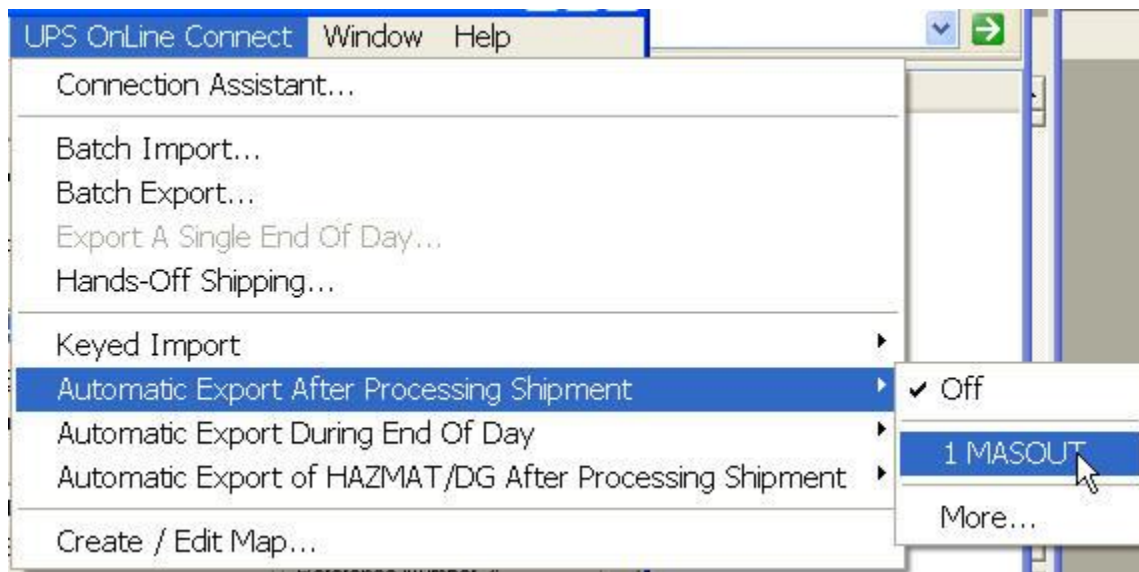 UPS OnLine Connect Window Help
Connection Assistant...
Batch Import...
Batch Export...
Export A Single End Of Day...
Hands-Off Shipping...
Keyed Import
Automatic Export After Processing Shipment
Off
Automatic Export During End Of Day
1 MASOUT
Automatic Export of HAZMAT/DG After Processing Shipment
More...
Create / Edit Map...